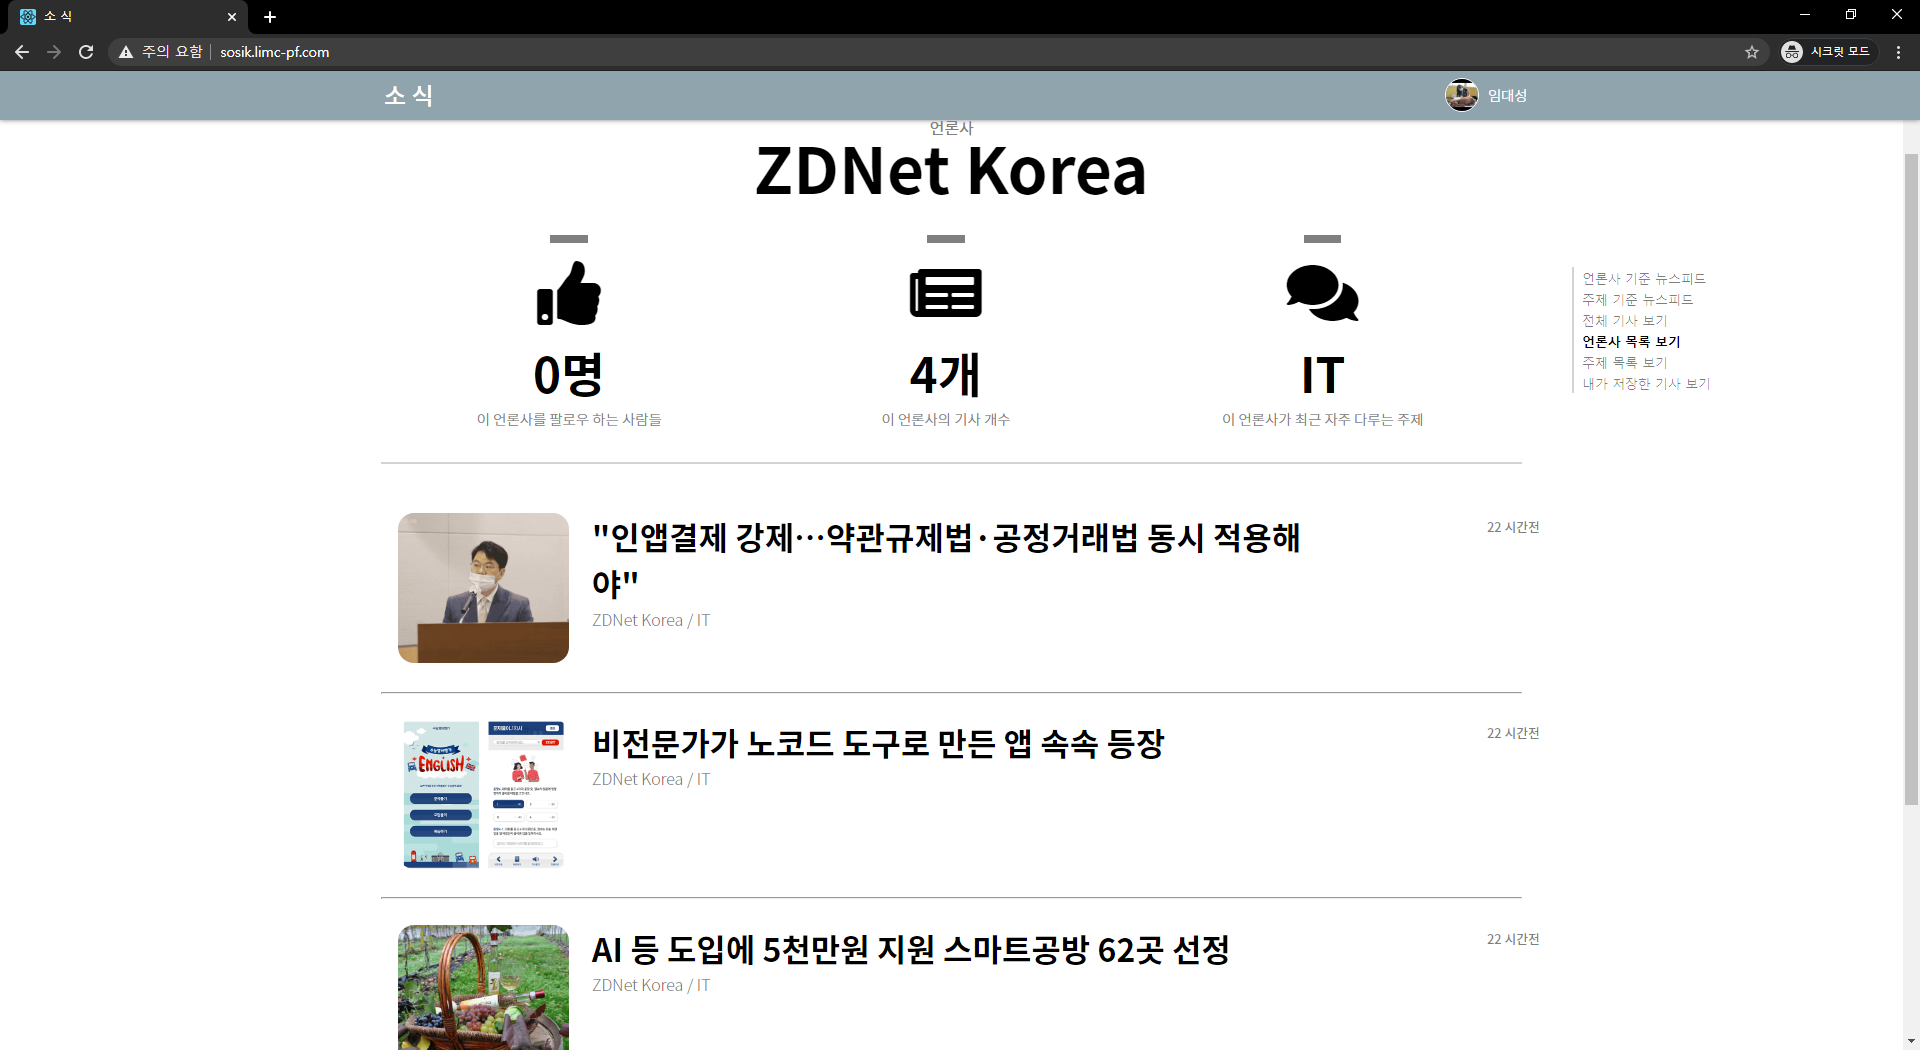 소 식
주의 요함
sosik.limc-pf.com
시크릿 모드
소 식
임대성
언론사
ZDNet Korea
0명
이 언론사를 팔로우 하는 사람들
4개
이 언론사의 기사 개수
IT
이 언론사가 최근 자주 다루는 주제
언론사 기준 뉴스피드
주제 기준 뉴스피드
전체 기사 보기
언론사 목록 보기
주제 목록 보기
내가 저장한 기사 보기
"인앱결제 강제…약관규제법·공정거래법 동시 적용해
야"
ZDNet Korea / IT
22 시간전
비전문가가 노코드 도구로 만든 앱 속속 등장
ZDNet Korea / IT
22 시간전
ENGLISH
AI 등 도입에 5천만원 지원 스마트공방 62곳 선정
ZDNet Korea / IT
22 시간전